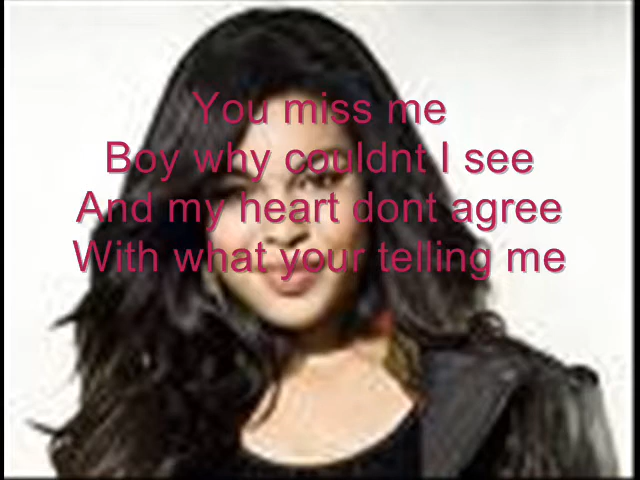 You miss me
Boy why couldnt I see
And my heart dont agree
With what your telling me